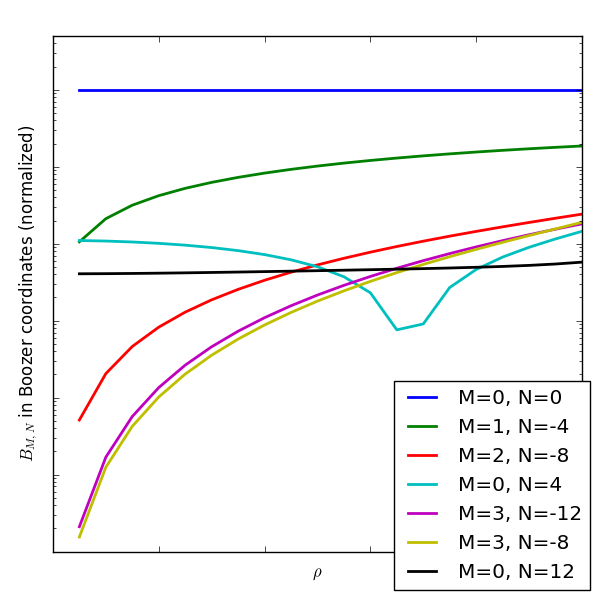 $B_{M,N}$ in Boozer coordinates (normalized)
ρ
M=0, N=0
M=1, N=-4
M=2, N=-8
M=0, N=4
M=3, N=-12
M=3, N=-8
M=0, N=12